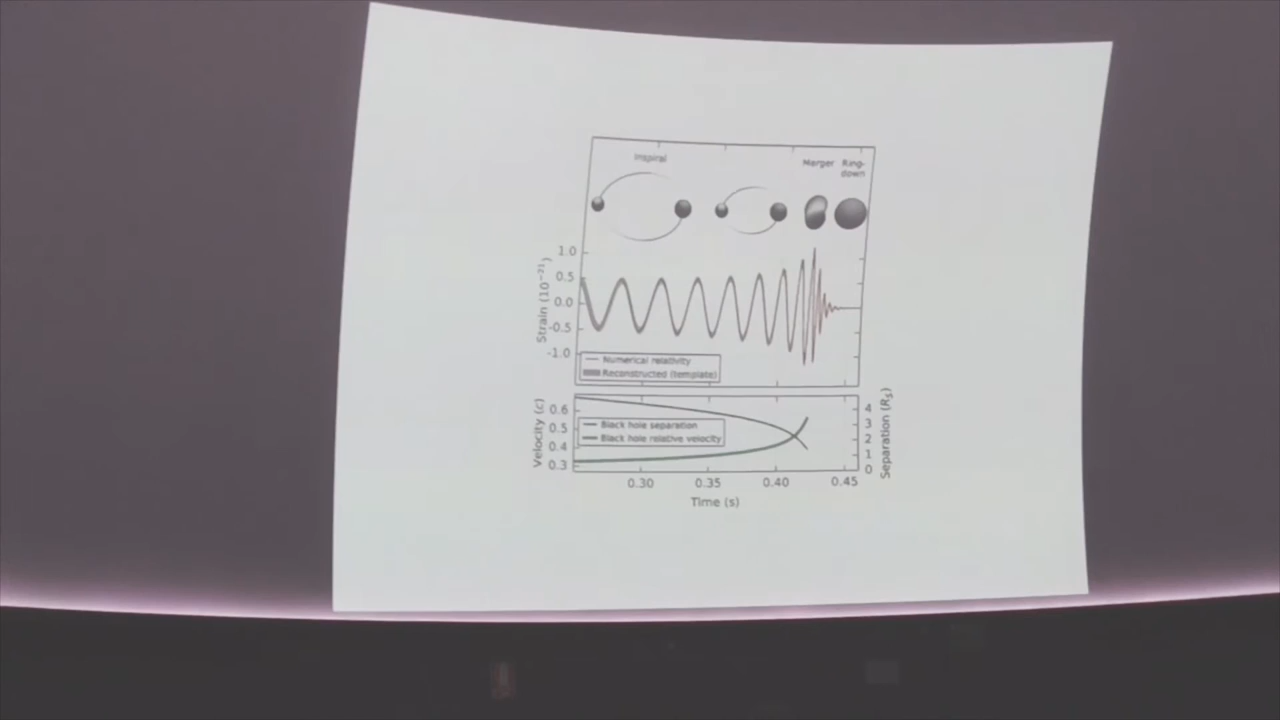 Inspiral
Merger
Ring-
down
Strain (10⁻²¹)
1.0
0.5
0.0
-0.5
-1.0
Numerical relativity
Reconstructed (template)
Velocity (c)
0.6
0.5
0.4
0.3
Black hole separation
Black hole relative velocity
4
3
2
1
0
Separation (R_S)
0.30 0.35 0.40 0.45
Time (s)